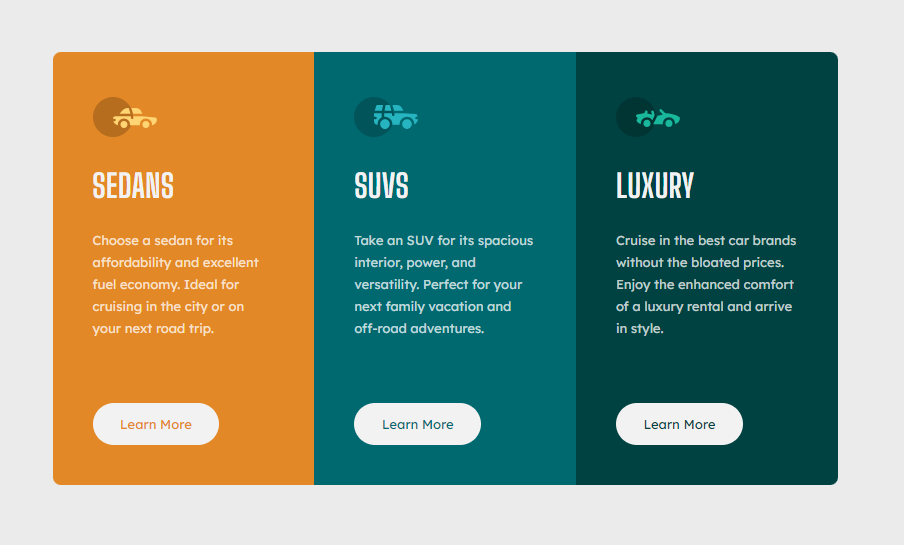 SEDANS
Choose a sedan for its
affordability and excellent
fuel economy. Ideal for
cruising in the city or on
your next road trip.
Learn More
SUVS
Take an SUV for its spacious
interior, power, and
versatility. Perfect for your
next family vacation and
off-road adventures.
Learn More
LUXURY
Cruise in the best car brands
without the bloated prices.
Enjoy the enhanced comfort
of a luxury rental and arrive
in style.
Learn More